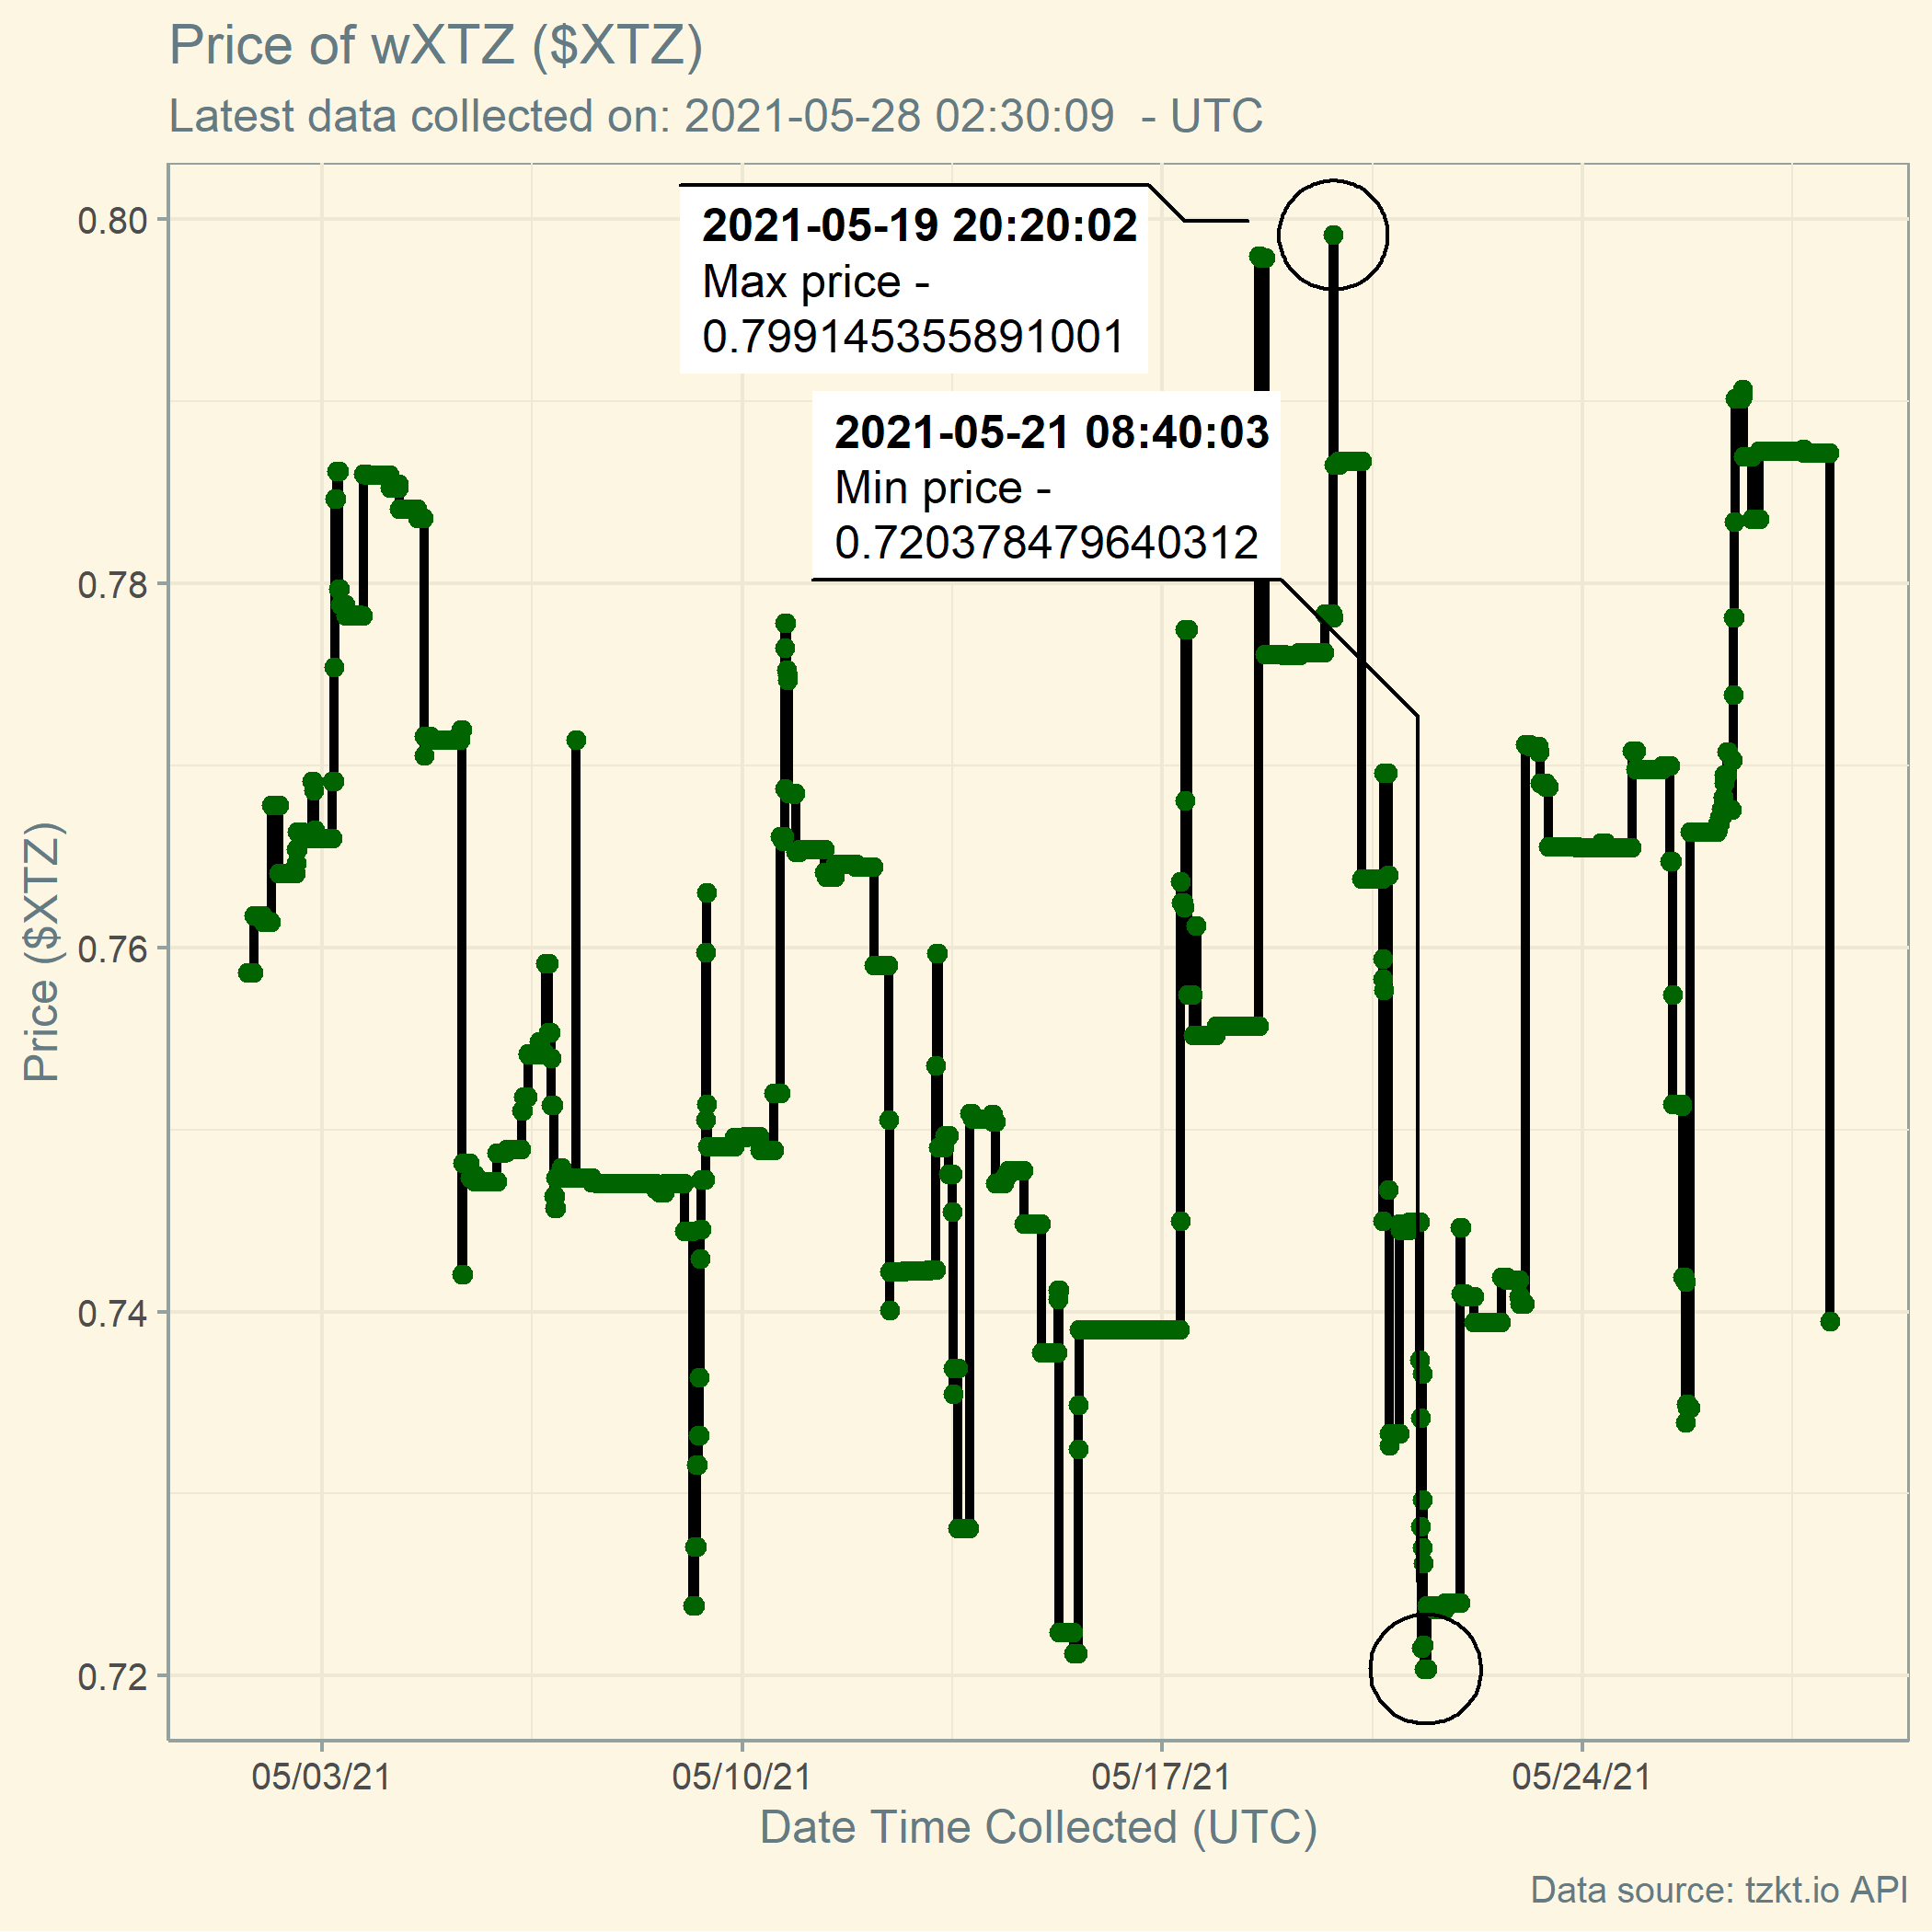 Price of wXTZ ($XTZ)
Latest data collected on: 2021-05-28 02:30:09  - UTC
2021-05-19 20:20:02
Max price -
0.799145355891001
2021-05-21 08:40:03
Min price -
0.720378479640312
Price ($XTZ)
0.80
0.78
0.76
0.74
0.72
05/03/21
05/10/21
05/17/21
05/24/21
Date Time Collected (UTC)
Data source: tzkt.io API